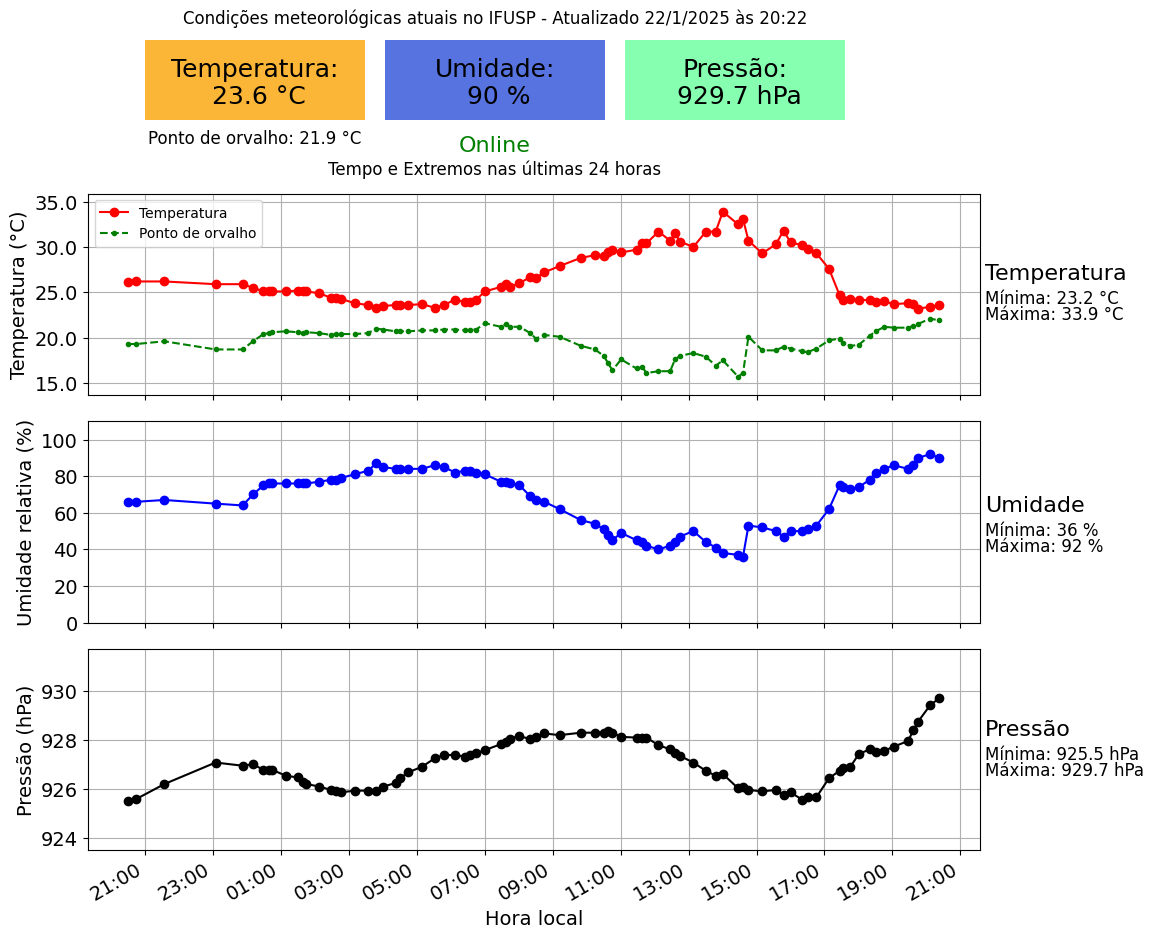 Condições meteorológicas atuais no IFUSP - Atualizado 22/1/2025 às 20:22
Temperatura:
23.6 °C
Umidade:
90 %
Pressão:
929.7 hPa
Ponto de orvalho: 21.9 °C
Online
Tempo e Extremos nas últimas 24 horas
Temperatura (°C)
35.0
30.0
25.0
20.0
15.0
Temperatura
Ponto de orvalho
Temperatura
Mínima: 23.2 °C
Máxima: 33.9 °C
Umidade relativa (%)
100
80
60
40
20
0
Umidade
Mínima: 36 %
Máxima: 92 %
Pressão (hPa)
930
928
926
924
Pressão
Mínima: 925.5 hPa
Máxima: 929.7 hPa
21:00 23:00 01:00 03:00 05:00 07:00 09:00 11:00 13:00 15:00 17:00 19:00 21:00
Hora local